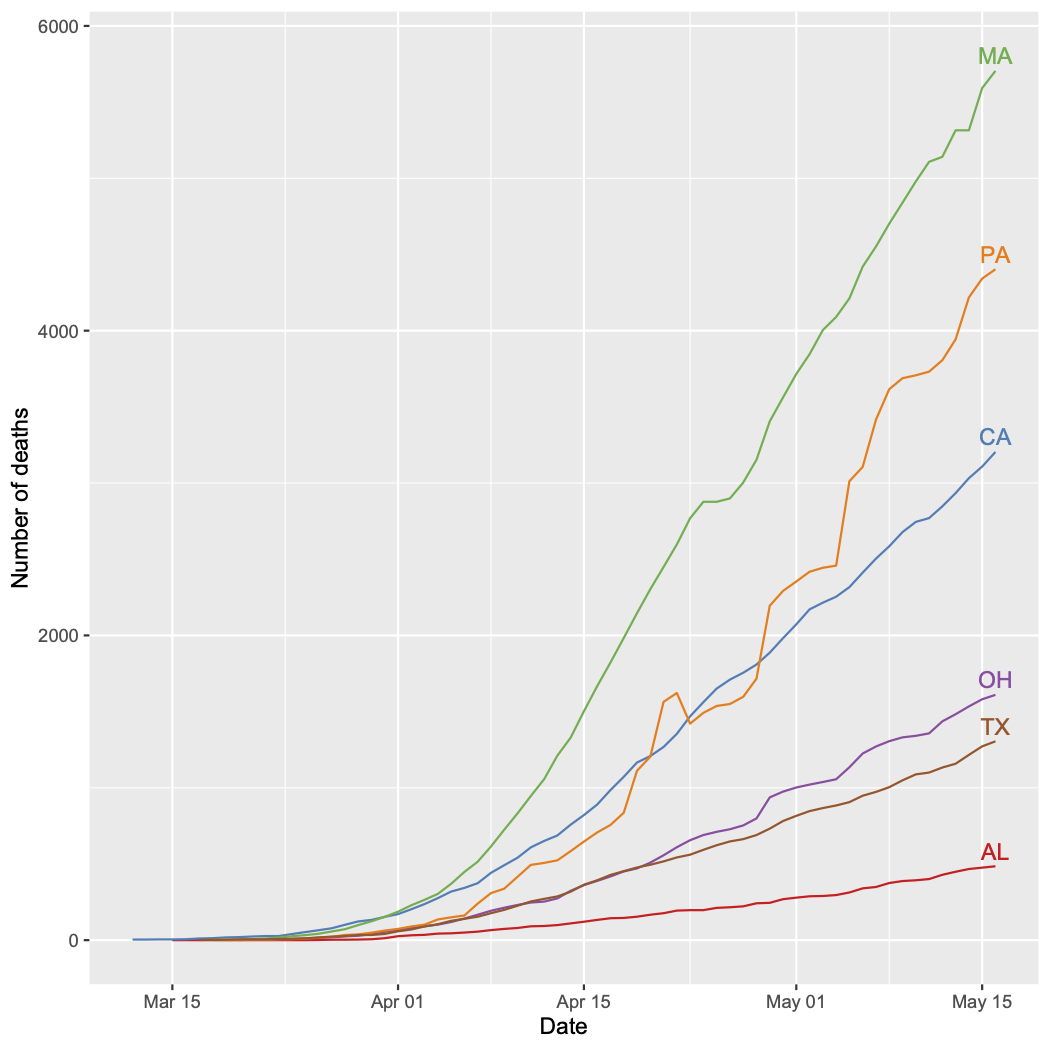 6000
4000
2000
0
Number of deaths
MA
PA
CA
OH
TX
AL
Mar 15
Apr 01
Apr 15
May 01
May 15
Date